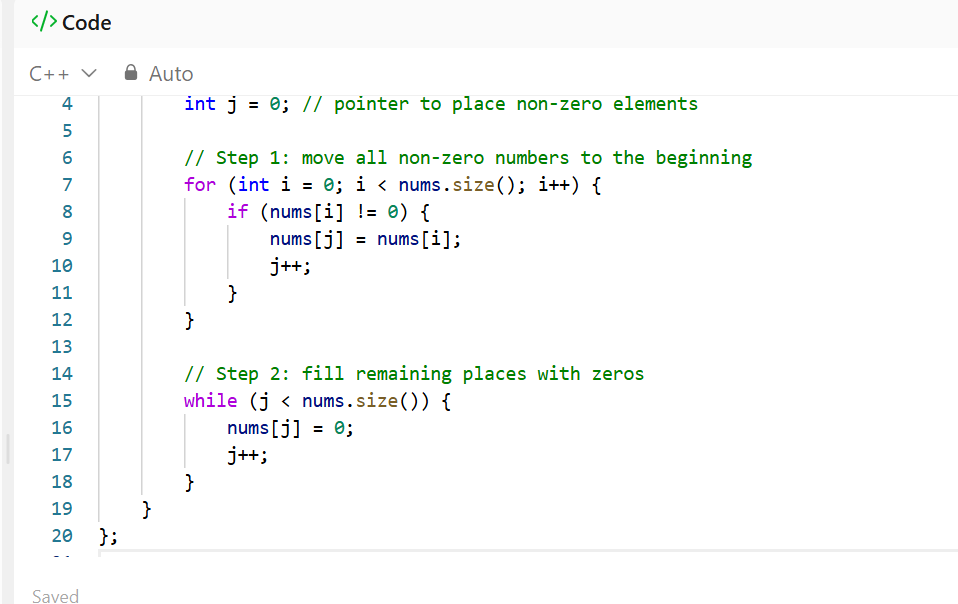 </> Code
C++ Auto
4 int j = 0; // pointer to place non-zero elements
5
6 // Step 1: move all non-zero numbers to the beginning
7 for (int i = 0; i < nums.size(); i++) {
8 if (nums[i] != 0) {
9 nums[j] = nums[i];
10 j++;
11 }
12 }
13
14 // Step 2: fill remaining places with zeros
15 while (j < nums.size()) {
16 nums[j] = 0;
17 j++;
18 }
19 }
20 };
Saved